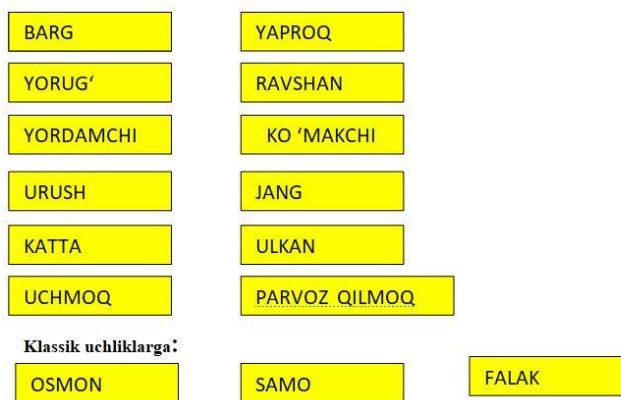 BARG YAPROQ
YORUG‘ RAVSHAN
YORDAMCHI KO ‘MAKCHI
URUSH JANG
KATTA ULKAN
UCHMOQ PARVOZ QILMOQ
Klassik uchliklarga:
OSMON SAMO FALAK